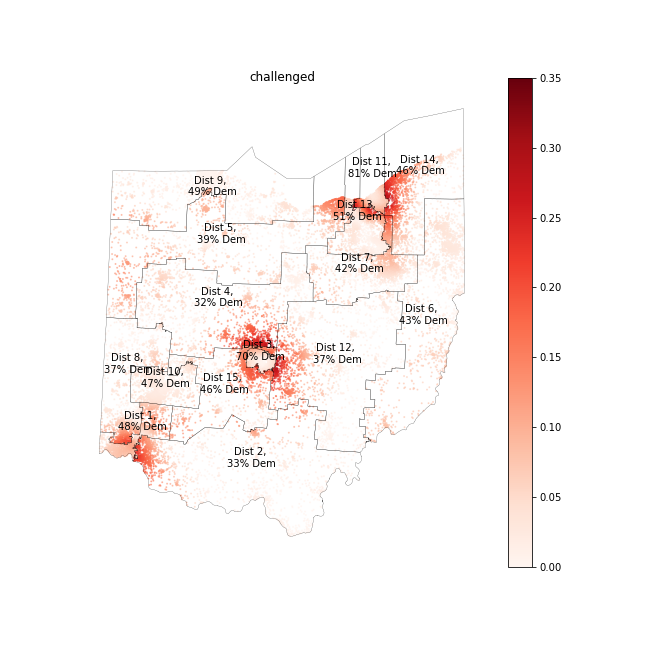 challenged
Dist 11,
81% Dem
Dist 14,
46% Dem
Dist 9,
49% Dem
Dist 13,
51% Dem
Dist 5,
39% Dem
Dist 7,
42% Dem
Dist 4,
32% Dem
Dist 6,
43% Dem
Dist 3,
70% Dem
Dist 12,
37% Dem
Dist 8,
37% Dem
Dist 10,
47% Dem
Dist 15,
46% Dem
Dist 1,
48% Dem
Dist 2,
33% Dem
0.35
0.30
0.25
0.20
0.15
0.10
0.05
0.00